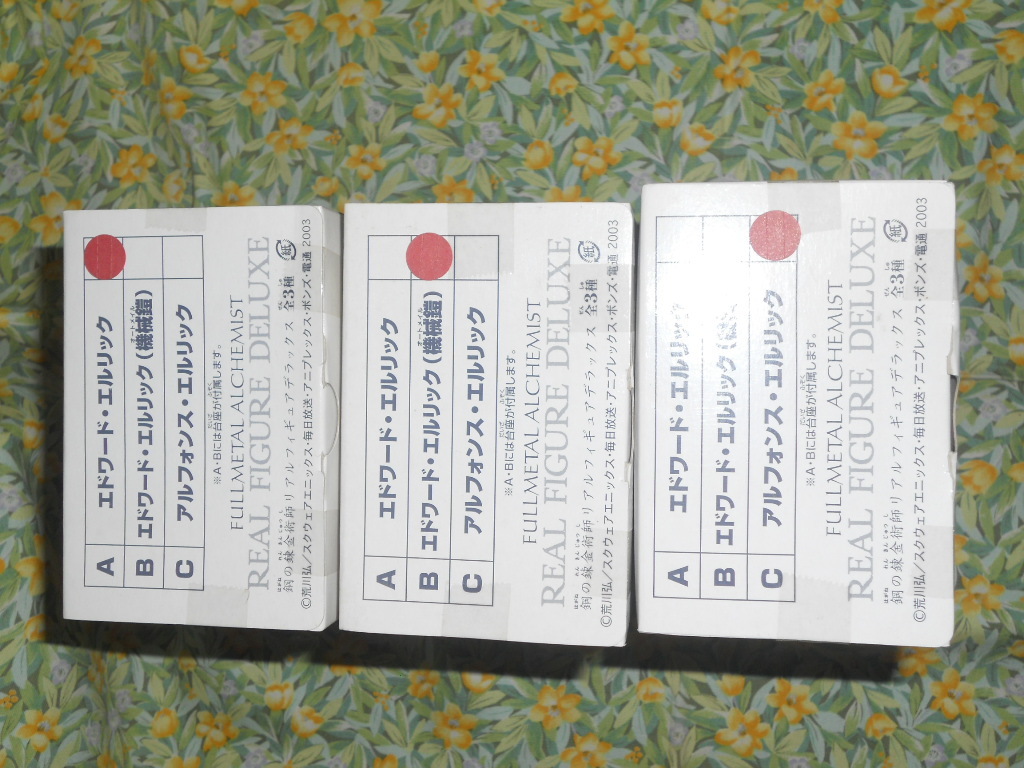 A エドワード・エルリック
B エドワード・エルリック(機械鎧)
C アルフォンス・エルリック
※A・Bには台座が付属します。
FULLMETAL ALCHEMIST
REAL FIGURE DELUXE
鋼の錬金術師リアルフィギュアデラックス 全3種
©荒川弘/スクウェアエニックス・毎日放送・アニプレックス・ボンズ・電通 2003
紙
A エドワード・エルリック
B エドワード・エルリック(機械鎧)
C アルフォンス・エルリック
※A・Bには台座が付属します。
FULLMETAL ALCHEMIST
REAL FIGURE DELUXE
鋼の錬金術師リアルフィギュアデラックス 全3種
©荒川弘/スクウェアエニックス・毎日放送・アニプレックス・ボンズ・電通 2003
紙
A エドワード・エルリック
B エドワード・エルリック(
C アルフォンス・エルリック
※A・Bには台座が付属します。
FULLMETAL ALCHEMIST
REAL FIGURE DELUXE
鋼の錬金術師リアルフィギュアデラックス 全3種
©荒川弘/スクウェアエニックス・毎日放送・アニプレックス・ボンズ・電通 2003
紙